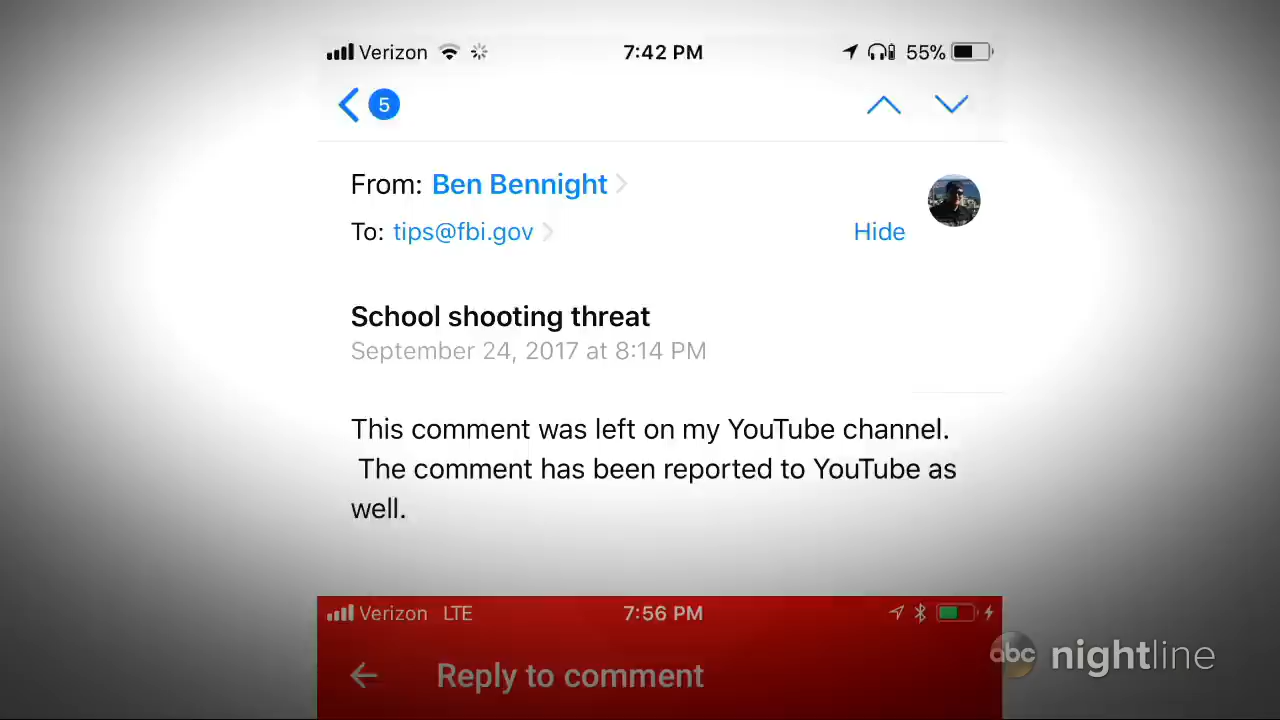 Verizon 7:42 PM 55%
5
From: Ben Bennight
To: tips@fbi.gov Hide
School shooting threat
September 24, 2017 at 8:14 PM
This comment was left on my YouTube channel.
The comment has been reported to YouTube as
well.
Verizon LTE 7:56 PM
Reply to comment
abc nightline